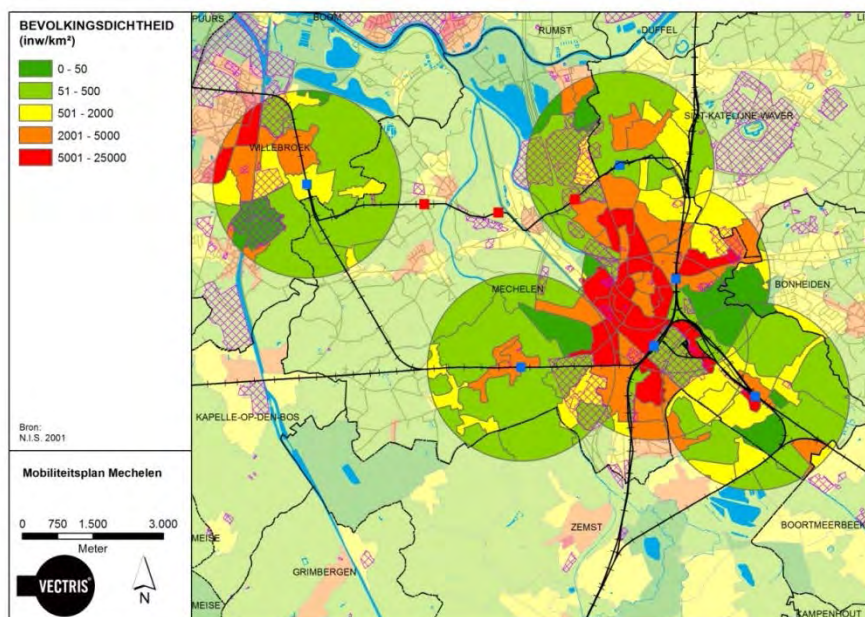 BEVOLKINGSDICHTHEID
(inw/km²)
0 - 50
51 - 500
501 - 2000
2001 - 5000
5001 - 25000
Bron:
N.I.S. 2001
Mobiliteitsplan Mechelen
0 750 1.500 3.000
Meter
VECTRIS®
N
PUURS
BOOM
RUMST
DUFFEL
LI
SINT-KATELIJNE-WAVER
WILLEBROEK
MECHELEN
BONHEIDEN
KAPELLE-OP-DEN-BOS
ZEMST
BOORTMEERBEEK
MEISE
GRIMBERGEN
MEISE
KAMPENHOUT